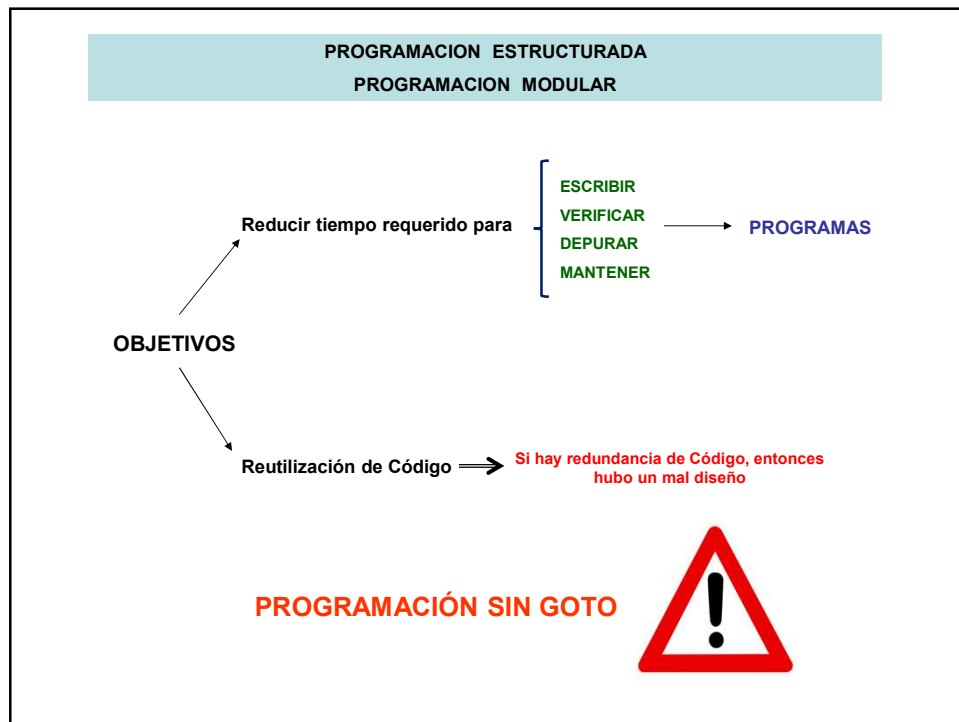 PROGRAMACION ESTRUCTURADA
PROGRAMACION MODULAR
Reducir tiempo requerido para
ESCRIBIR
VERIFICAR
DEPURAR
MANTENER
PROGRAMAS
OBJETIVOS
Reutilización de Código
Si hay redundancia de Código, entonces
hubo un mal diseño
PROGRAMACIÓN SIN GOTO